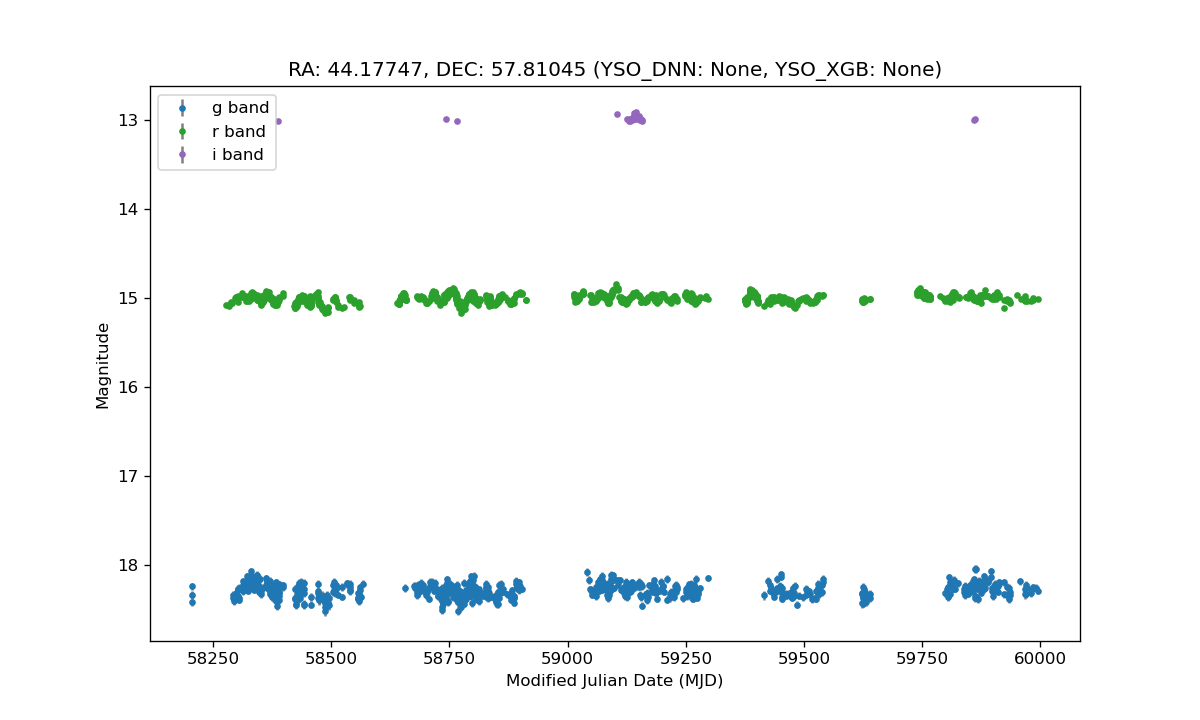 RA: 44.17747, DEC: 57.81045 (YSO_DNN: None, YSO_XGB: None)
g band
r band
i band
13
14
15
16
17
18
Magnitude
58250 58500 58750 59000 59250 59500 59750 60000
Modified Julian Date (MJD)